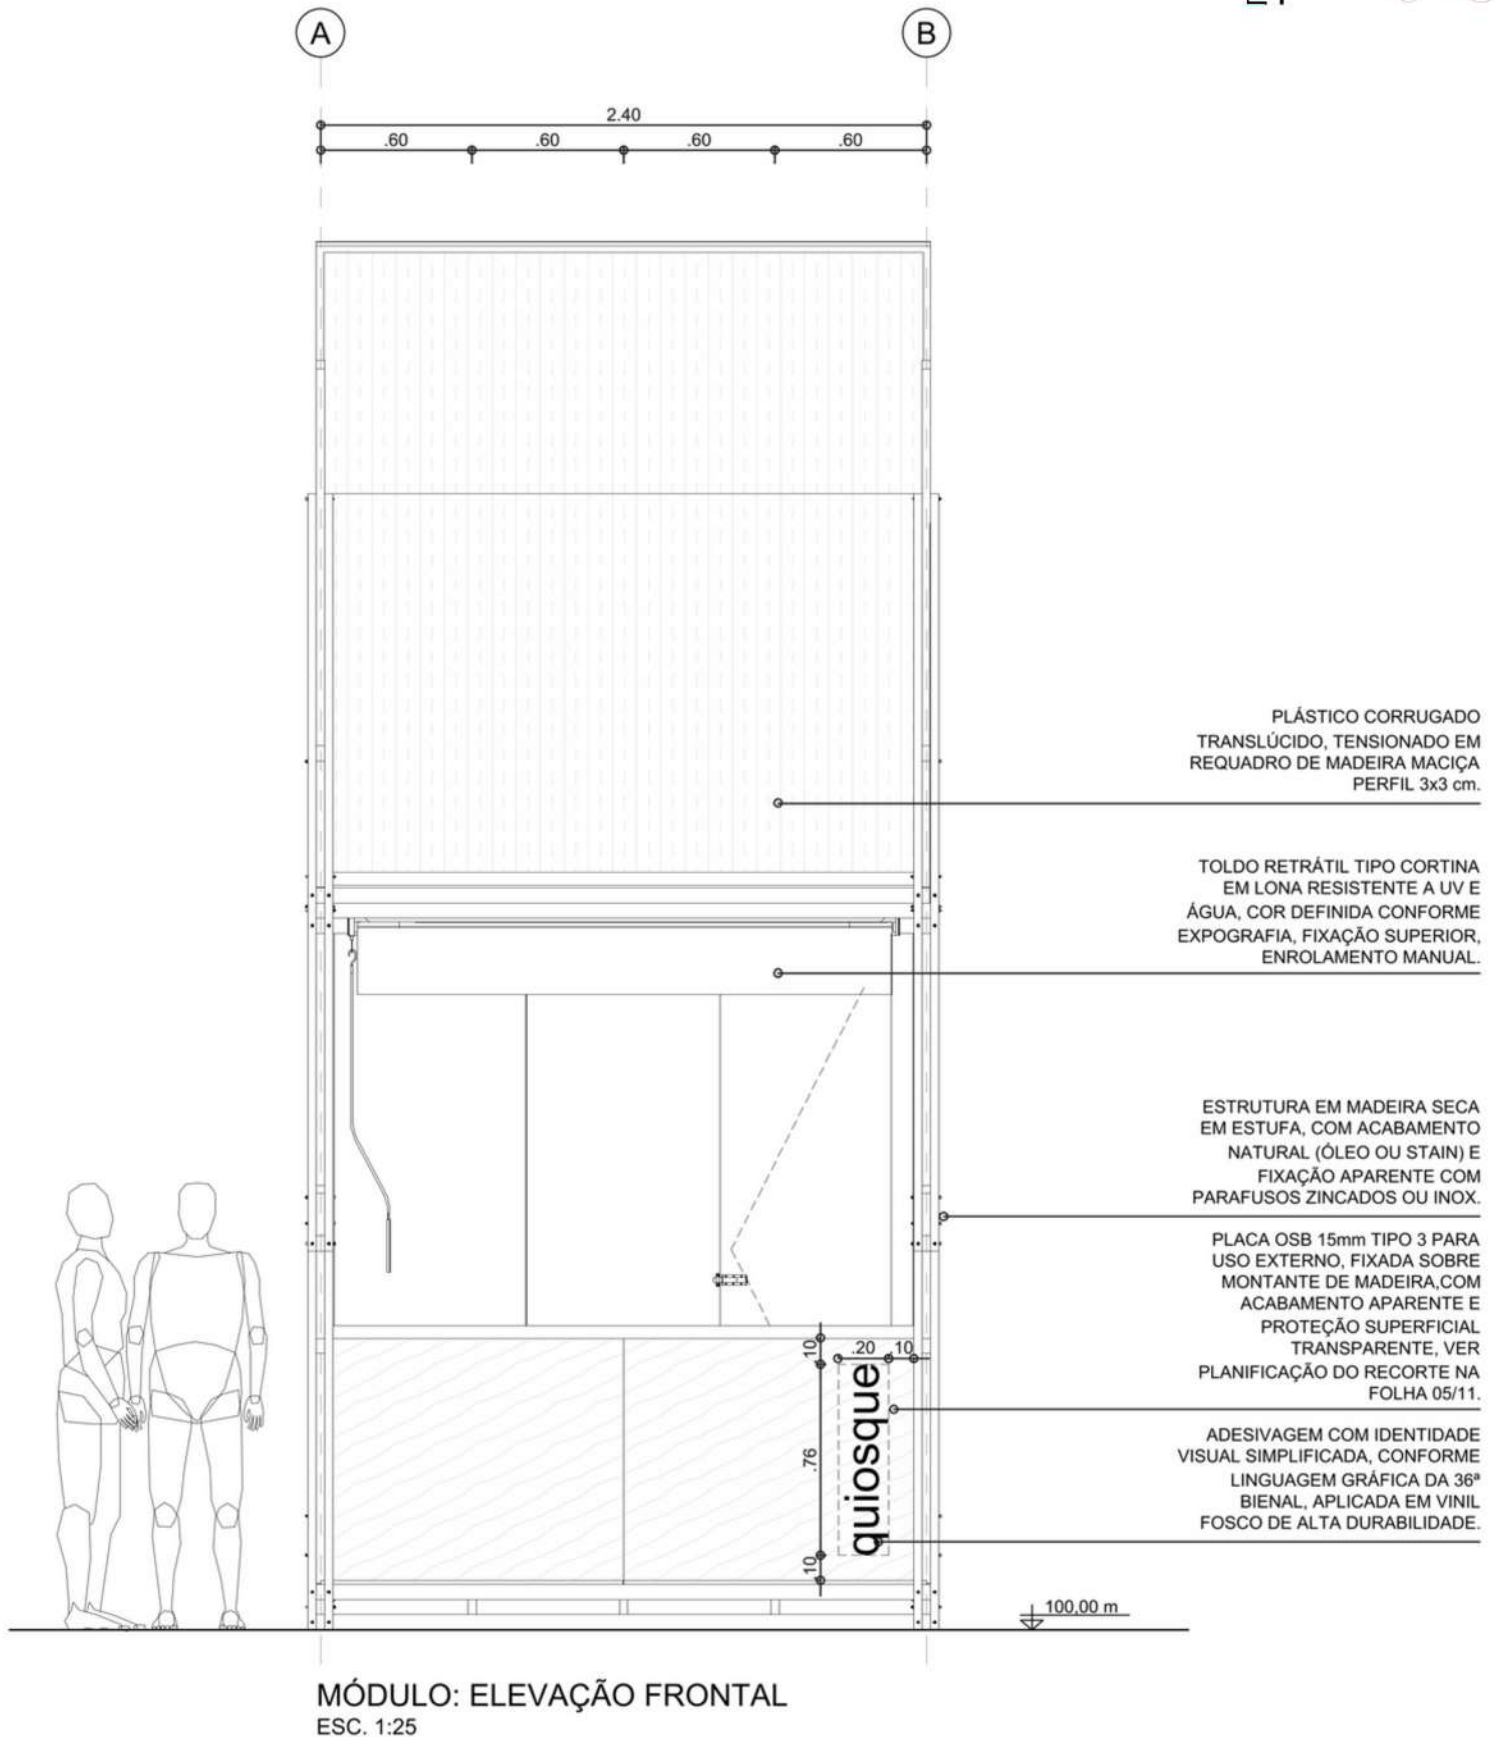 A
B
2.40
.60
.60
.60
.60
PLÁSTICO CORRUGADO
TRANSLÚCIDO, TENSIONADO EM
REQUADRO DE MADEIRA MACIÇA
PERFIL 3x3 cm.
TOLDO RETRÁTIL TIPO CORTINA
EM LONA RESISTENTE A UV E
ÁGUA, COR DEFINIDA CONFORME
EXPOGRAFIA, FIXAÇÃO SUPERIOR,
ENROLAMENTO MANUAL.
ESTRUTURA EM MADEIRA SECA
EM ESTUFA, COM ACABAMENTO
NATURAL (ÓLEO OU STAIN) E
FIXAÇÃO APARENTE COM
PARAFUSOS ZINCADOS OU INOX.
PLACA OSB 15mm TIPO 3 PARA
USO EXTERNO, FIXADA SOBRE
MONTANTE DE MADEIRA,COM
ACABAMENTO APARENTE E
PROTEÇÃO SUPERFICIAL
TRANSPARENTE, VER
PLANIFICAÇÃO DO RECORTE NA
FOLHA 05/11.
ADESIVAGEM COM IDENTIDADE
VISUAL SIMPLIFICADA, CONFORME
LINGUAGEM GRÁFICA DA 36ª
BIENAL, APLICADA EM VINIL
FOSCO DE ALTA DURABILIDADE.
.10
.20
.10
.76
.10
quiosque
100,00 m
MÓDULO: ELEVAÇÃO FRONTAL
ESC. 1:25